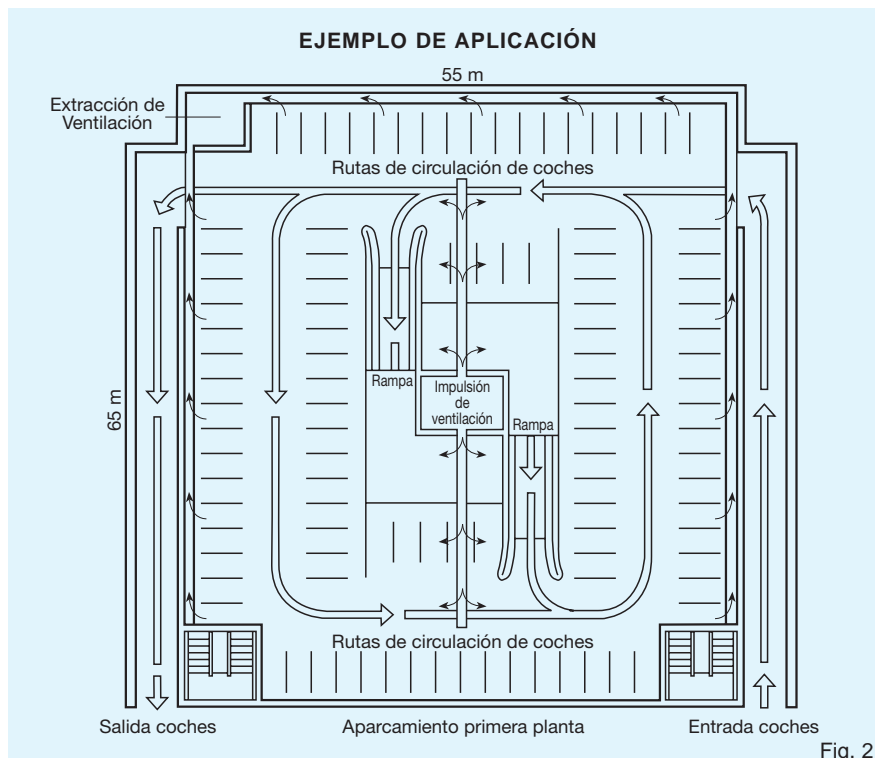 EJEMPLO DE APLICACIÓN
55 m
Extracción de
Ventilación
Rutas de circulación de coches
65 m
Rampa
Impulsión
de
ventilación
Rampa
Rutas de circulación de coches
Salida coches
Aparcamiento primera planta
Entrada coches
Fig. 2